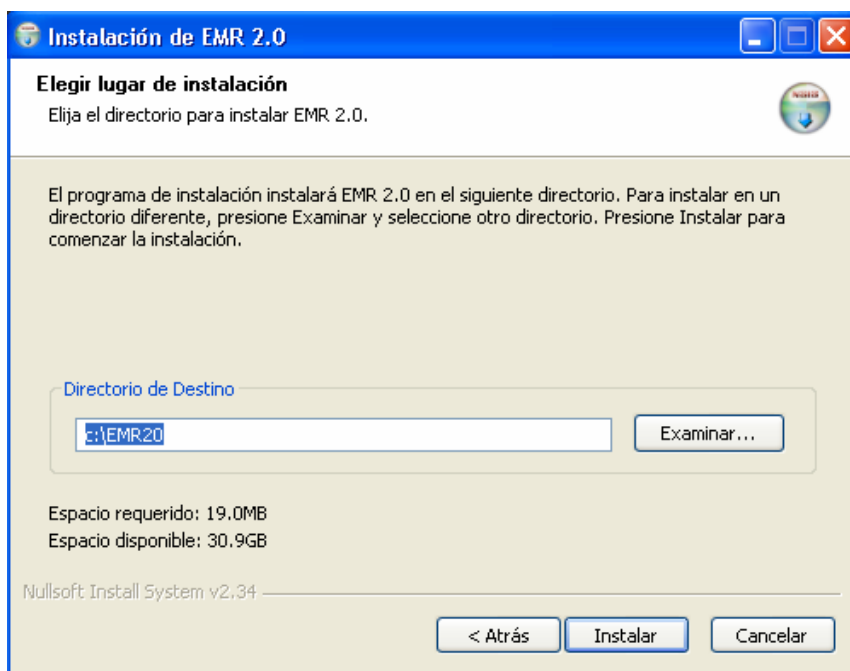 Instalación de EMR 2.0
Elegir lugar de instalación
Elija el directorio para instalar EMR 2.0.
El programa de instalación instalará EMR 2.0 en el siguiente directorio. Para instalar en un
directorio diferente, presione Examinar y seleccione otro directorio. Presione Instalar para
comenzar la instalación.
Directorio de Destino
c:\EMR20
Examinar...
Espacio requerido: 19.0MB
Espacio disponible: 30.9GB
Nullsoft Install System v2.34
< Atrás
Instalar
Cancelar